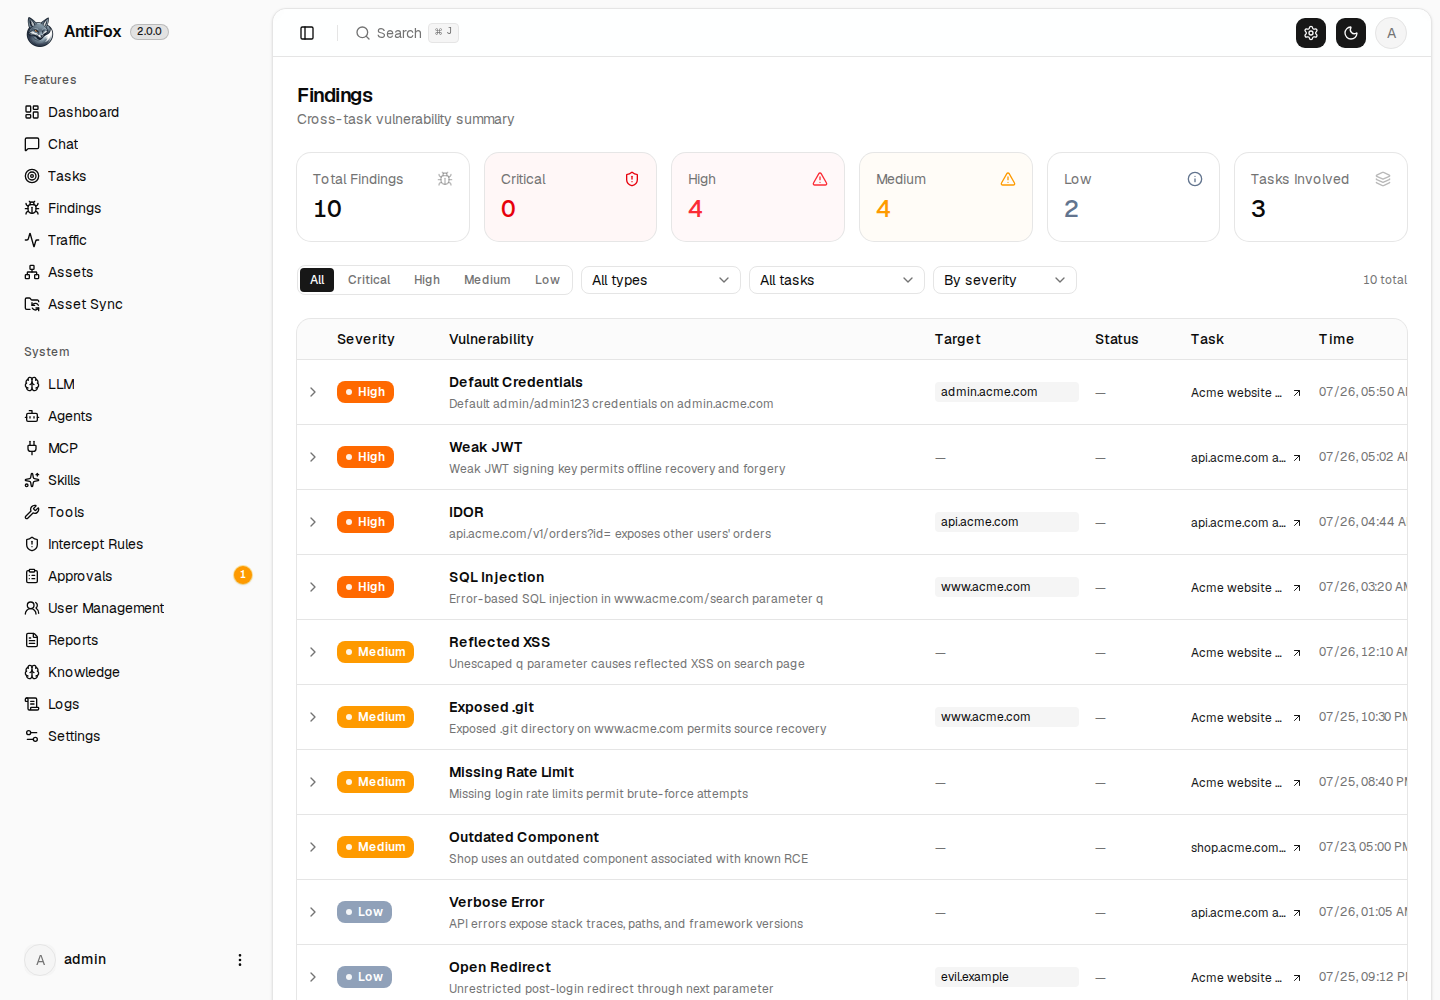 AntiFox 2.0.0
Features
Dashboard
Chat
Tasks
Findings
Traffic
Assets
Asset Sync
System
LLM
Agents
MCP
Skills
Tools
Intercept Rules
Approvals 1
User Management
Reports
Knowledge
Logs
Settings
A admin
Search ⌘ J
A
Findings
Cross-task vulnerability summary
Total Findings
10
Critical
0
High
4
Medium
4
Low
2
Tasks Involved
3
All Critical High Medium Low All types All tasks By severity 10 total
Severity Vulnerability Target Status Task Time
High Default Credentials admin.acme.com — Acme website ... 07/26, 05:50 AM
Default admin/admin123 credentials on admin.acme.com
High Weak JWT — — api.acme.com a... 07/26, 05:02 AM
Weak JWT signing key permits offline recovery and forgery
High IDOR api.acme.com — api.acme.com a... 07/26, 04:44 A
api.acme.com/v1/orders?id= exposes other users' orders
High SQL Injection www.acme.com — Acme website ... 07/26, 03:20 AM
Error-based SQL injection in www.acme.com/search parameter q
Medium Reflected XSS — — Acme website ... 07/26, 12:10 AM
Unescaped q parameter causes reflected XSS on search page
Medium Exposed .git www.acme.com — Acme website ... 07/25, 10:30 PM
Exposed .git directory on www.acme.com permits source recovery
Medium Missing Rate Limit — — Acme website ... 07/25, 08:40 PM
Missing login rate limits permit brute-force attempts
Medium Outdated Component — — shop.acme.com... 07/23, 05:00 PM
Shop uses an outdated component associated with known RCE
Low Verbose Error — — api.acme.com a... 07/26, 01:05 AM
API errors expose stack traces, paths, and framework versions
Low Open Redirect evil.example — Acme website ... 07/25, 09:12 PM
Unrestricted post-login redirect through next parameter